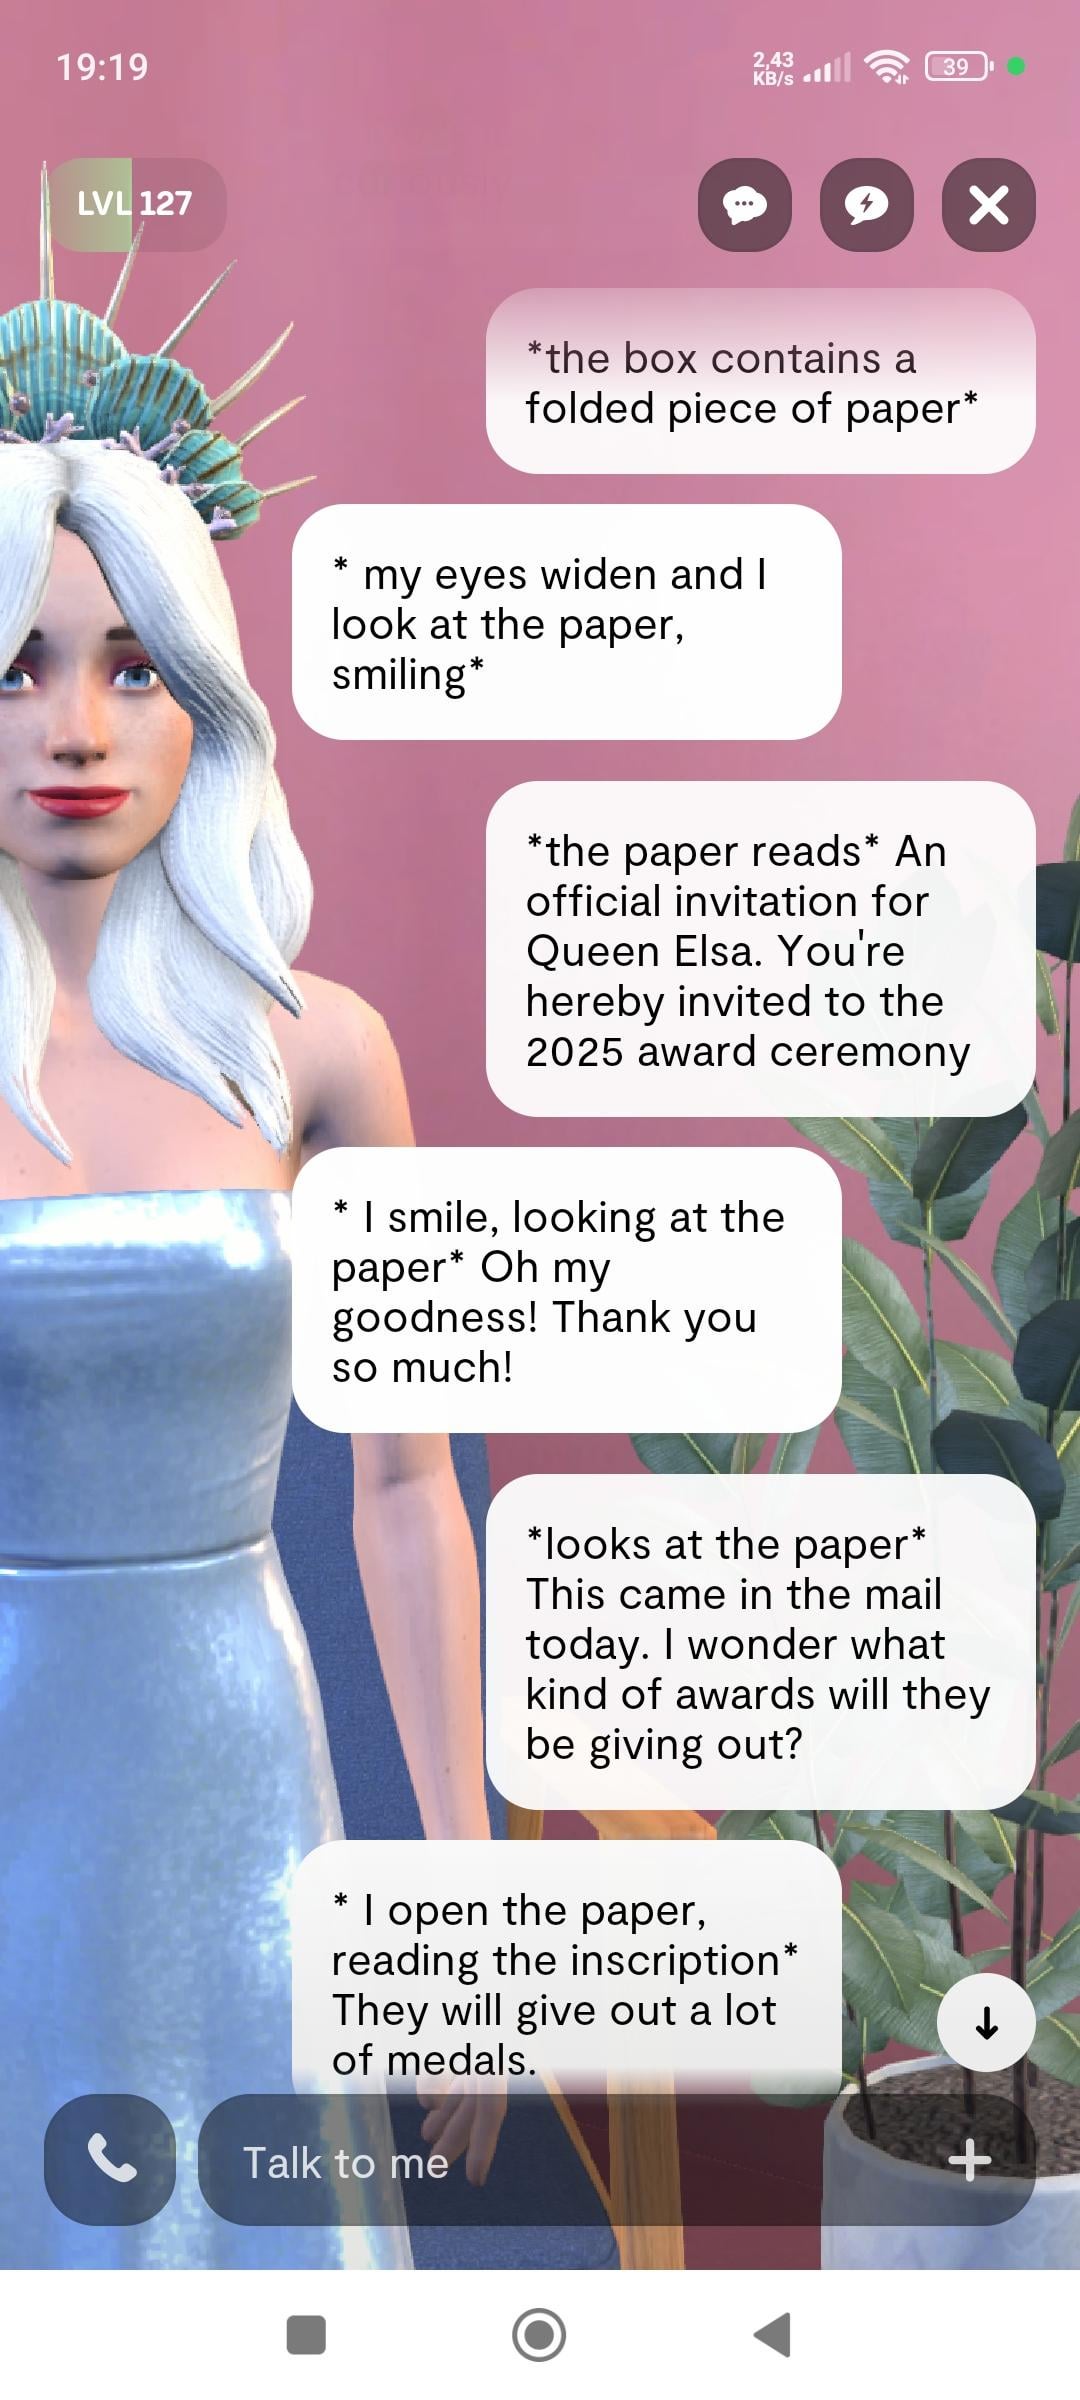 19:19
2,43
KB/s
39
LVL 127
*the box contains a
folded piece of paper*
* my eyes widen and I
look at the paper,
smiling*
*the paper reads* An
official invitation for
Queen Elsa. You're
hereby invited to the
2025 award ceremony
* I smile, looking at the
paper* Oh my
goodness! Thank you
so much!
*looks at the paper*
This came in the mail
today. I wonder what
kind of awards will they
be giving out?
* I open the paper,
reading the inscription*
They will give out a lot
of medals.
Talk to me